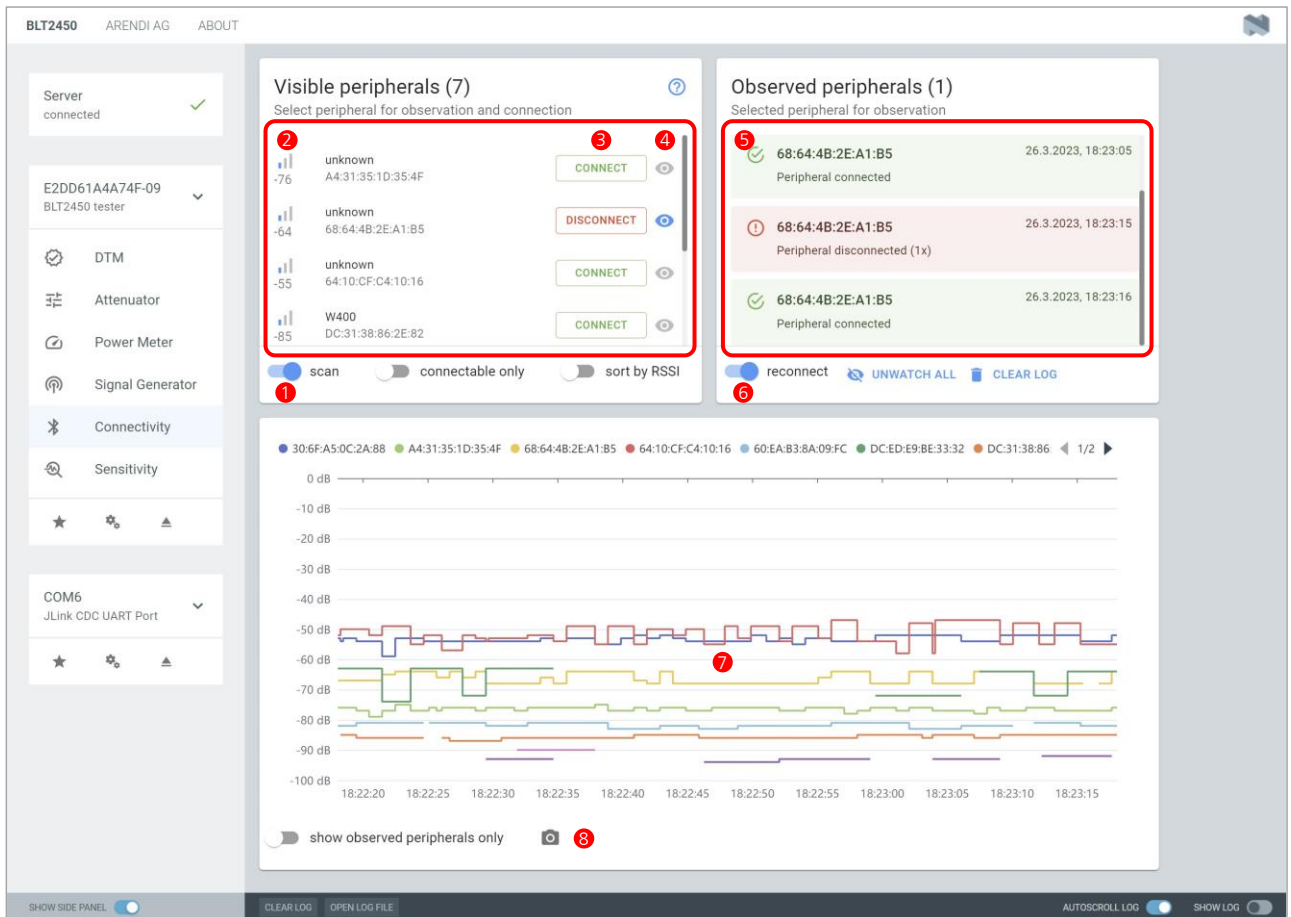 BLT2450 ARENDI AG ABOUT
Server
connected
E2DD61A4A74F-09
BLT2450 tester
DTM
Attenuator
Power Meter
Signal Generator
Connectivity
Sensitivity
COM6
JLink CDC UART Port
Visible peripherals (7)
Select peripheral for observation and connection
2 3 4
unknown
-76 A4:31:35:1D:35:4F CONNECT
unknown
-64 68:64:4B:2E:A1:B5 DISCONNECT
unknown
-55 64:10:CF:C4:10:16 CONNECT
W400
-85 DC:31:38:86:2E:82 CONNECT
scan connectable only sort by RSSI
1
Observed peripherals (1)
Selected peripheral for observation
5
68:64:4B:2E:A1:B5 26.3.2023, 18:23:05
Peripheral connected
68:64:4B:2E:A1:B5 26.3.2023, 18:23:15
Peripheral disconnected (1x)
68:64:4B:2E:A1:B5 26.3.2023, 18:23:16
Peripheral connected
reconnect UNWATCH ALL CLEAR LOG
6
30:6F:A5:0C:2A:88 A4:31:35:1D:35:4F 68:64:4B:2E:A1:B5 64:10:CF:C4:10:16 60:EA:B3:8A:09:FC DC:ED:E9:BE:33:32 DC:31:38:86: 1/2
0 dB
-10 dB
-20 dB
-30 dB
-40 dB
-50 dB
-60 dB
7
-70 dB
-80 dB
-90 dB
-100 dB
18:22:20 18:22:25 18:22:30 18:22:35 18:22:40 18:22:45 18:22:50 18:22:55 18:23:00 18:23:05 18:23:10 18:23:15
show observed peripherals only 8
SHOW SIDE PANEL CLEAR LOG OPEN LOG FILE AUTOSCROLL LOG SHOW LOG